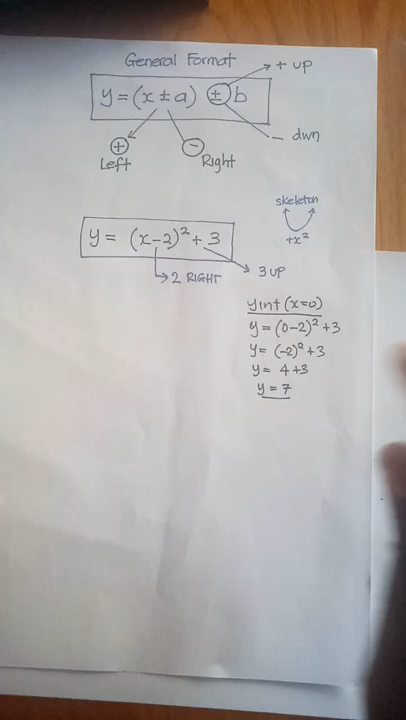 General Format
+ up
y = (x ± a) ± b
- dwn
+ Left
- Right
skeleton
+x²
y = (x-2)² + 3
2 RIGHT
3 UP
yint (x=0)
y = (0-2)² +3
y = (-2)² +3
y = 4 +3
y = 7